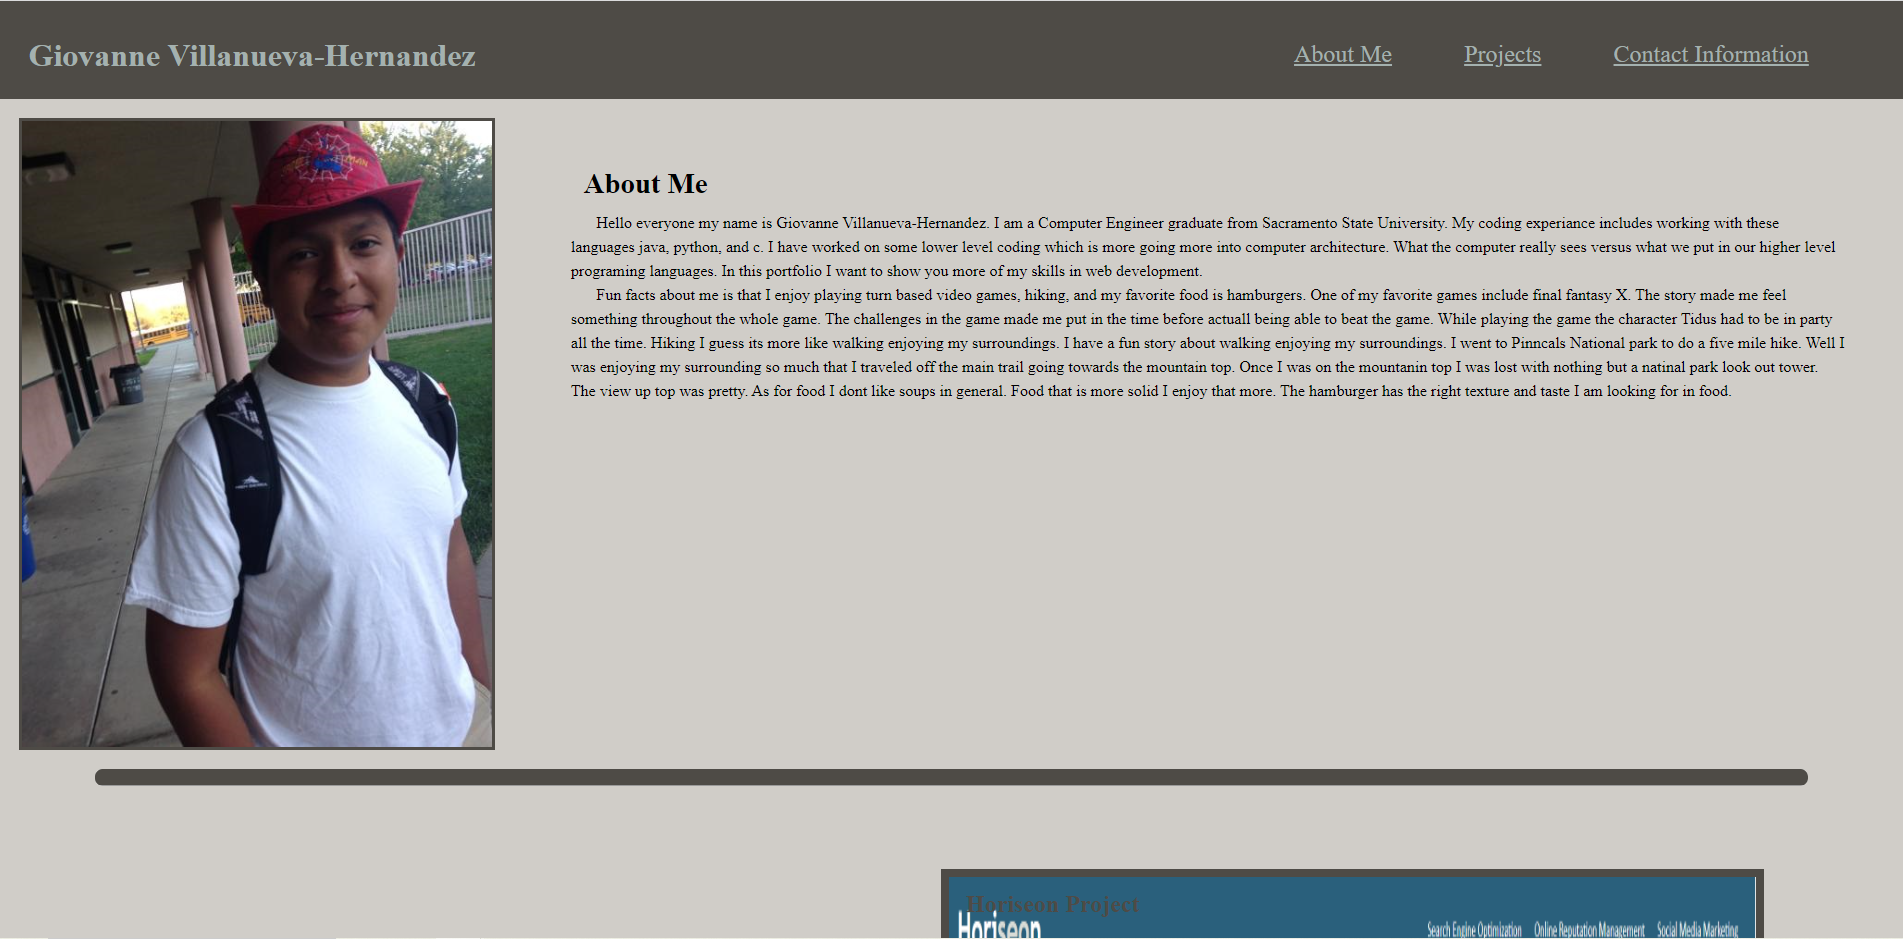 Giovanne Villanueva-Hernandez
About Me
Projects
Contact Information
About Me
Hello everyone my name is Giovanne Villanueva-Hernandez. I am a Computer Engineer graduate from Sacramento State University. My coding experiance includes working with these
languages java, python, and c. I have worked on some lower level coding which is more going more into computer architecture. What the computer really sees versus what we put in our higher level
programing languages. In this portfolio I want to show you more of my skills in web development.
Fun facts about me is that I enjoy playing turn based video games, hiking, and my favorite food is hamburgers. One of my favorite games include final fantasy X. The story made me feel
something throughout the whole game. The challenges in the game made me put in the time before actuall being able to beat the game. While playing the game the character Tidus had to be in party
all the time. Hiking I guess its more like walking enjoying my surroundings. I have a fun story about walking enjoying my surroundings. I went to Pinncals National park to do a five mile hike. Well I
was enjoying my surrounding so much that I traveled off the main trail going towards the mountain top. Once I was on the mountanin top I was lost with nothing but a natinal park look out tower.
The view up top was pretty. As for food I dont like soups in general. Food that is more solid I enjoy that more. The hamburger has the right texture and taste I am looking for in food.
Horiseon Project
Horiseon
Search Engine Optimization
Online Reputation Management
Social Media Marketing